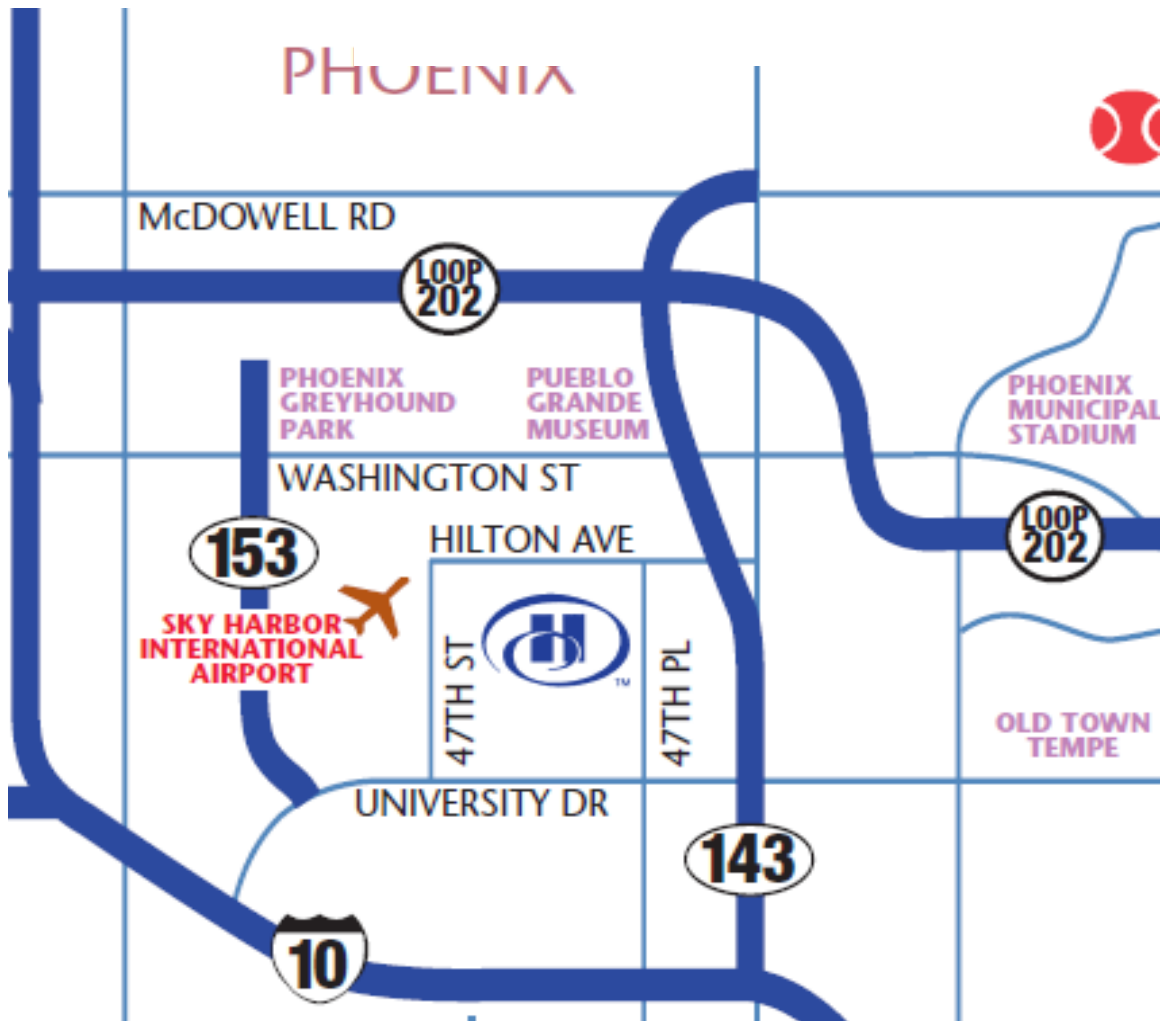 PHOENIX
McDOWELL RD
LOOP
202
PHOENIX
GREYHOUND
PARK
PUEBLO
GRANDE
MUSEUM
PHOENIX
MUNICIPAL
STADIUM
WASHINGTON ST
LOOP
202
HILTON AVE
153
SKY HARBOR
INTERNATIONAL
AIRPORT
47TH ST
H
TM
47TH PL
OLD TOWN
TEMPE
UNIVERSITY DR
143
10